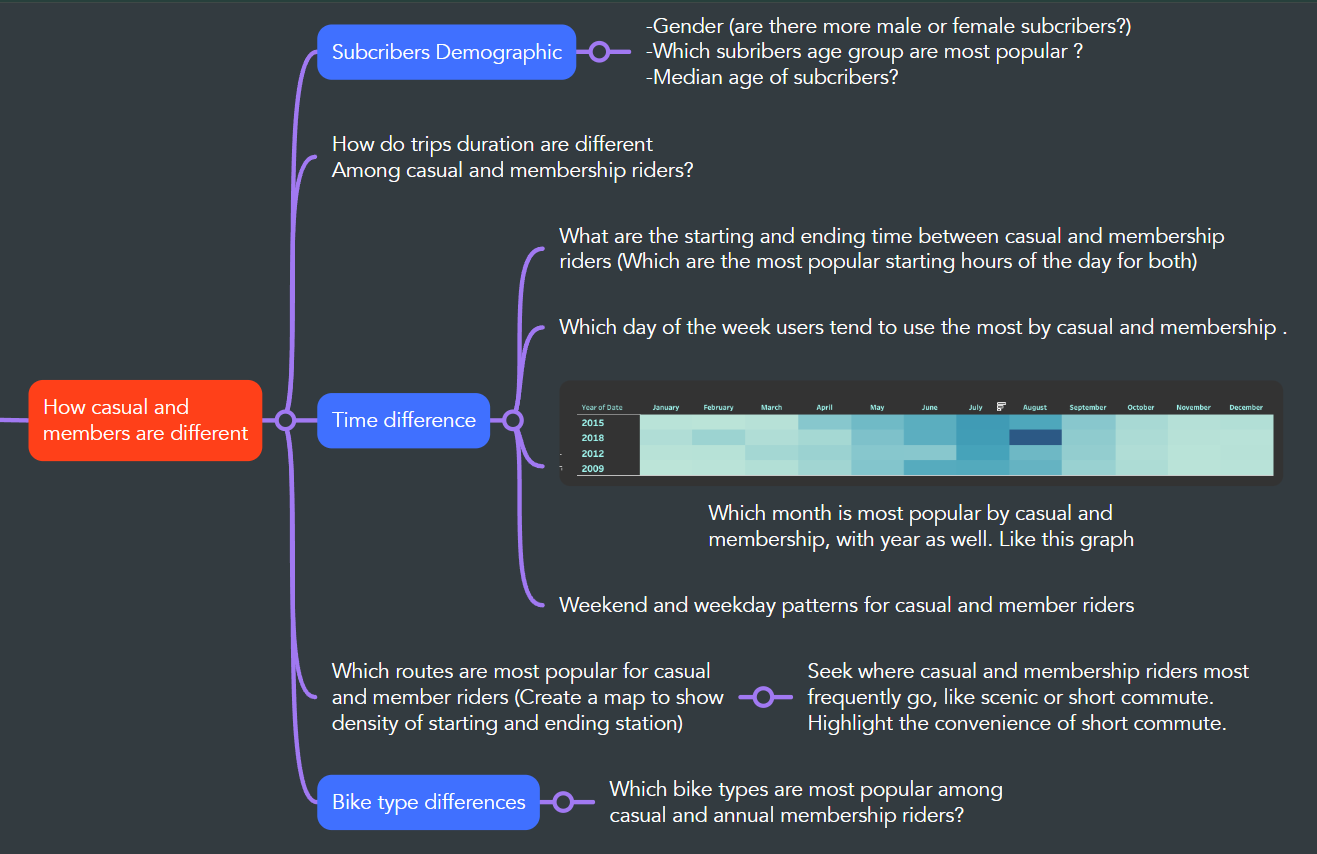 Subcribers Demographic
-Gender (are there more male or female subcribers?)
-Which subribers age group are most popular ?
-Median age of subcribers?
How do trips duration are different
Among casual and membership riders?
What are the starting and ending time between casual and membership
riders (Which are the most popular starting hours of the day for both)
Which day of the week users tend to use the most by casual and membership .
How casual and
members are different
Time difference
Year of Date January February March April May June July August September October November December
2015
2018
2012
2009
Which month is most popular by casual and
membership, with year as well. Like this graph
Weekend and weekday patterns for casual and member riders
Which routes are most popular for casual
and member riders (Create a map to show
density of starting and ending station)
Seek where casual and membership riders most
frequently go, like scenic or short commute.
Highlight the convenience of short commute.
Bike type differences
Which bike types are most popular among
casual and annual membership riders?